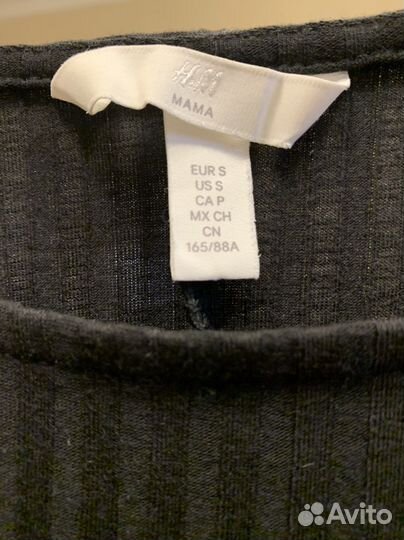 H&M
MAMA
EUR S
US S
CA P
MX CH
CN
165/88A
Avito